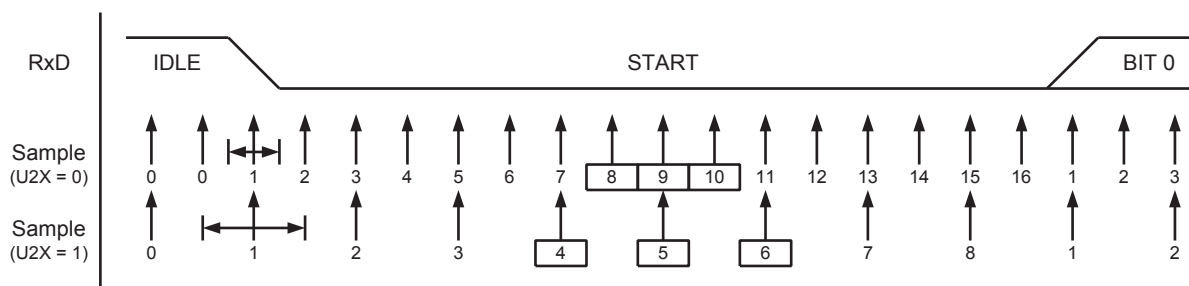 RxD IDLE START BIT 0
Sample
(U2X = 0)
0 0 1 2 3 4 5 6 7 8 9 10 11 12 13 14 15 16 1 2 3
Sample
(U2X = 1)
0 1 2 3 4 5 6 7 8 1 2